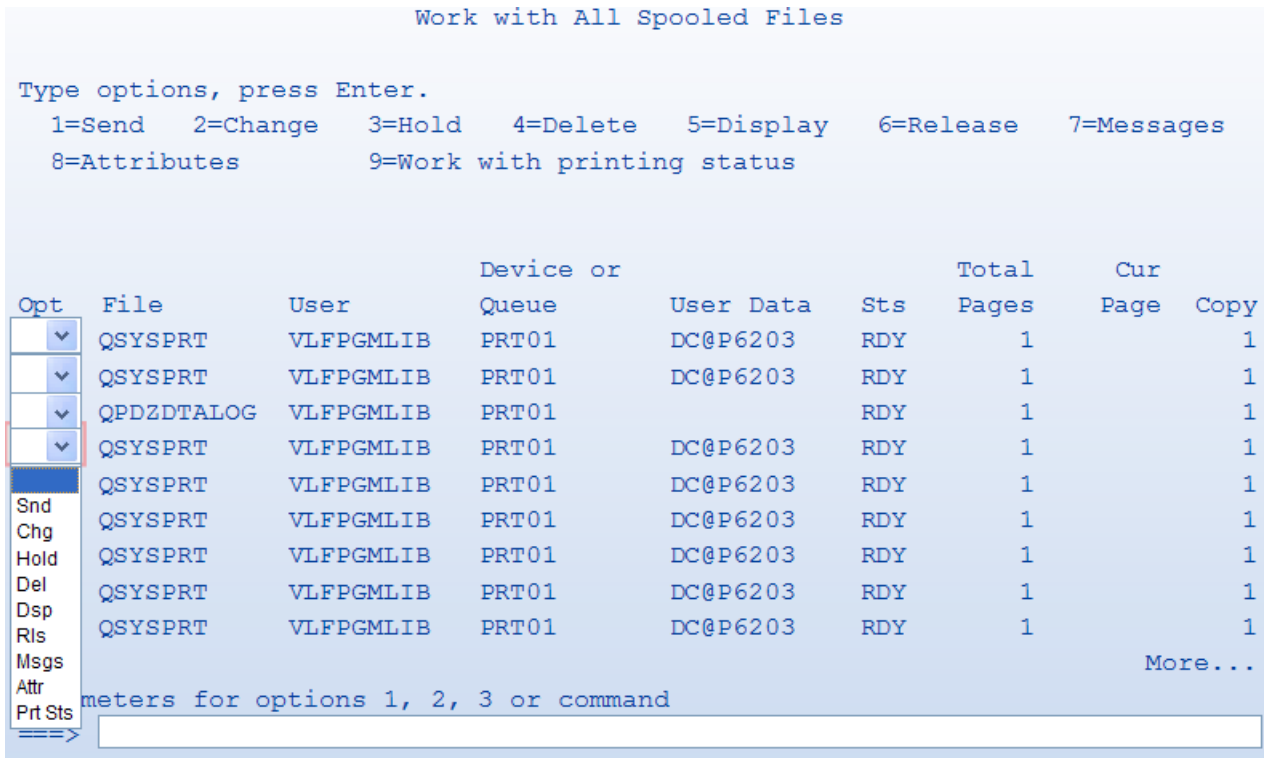 Work with All Spooled Files
Type options, press Enter.
1=Send 2=Change 3=Hold 4=Delete 5=Display 6=Release 7=Messages
8=Attributes 9=Work with printing status
Device or Total Cur
Opt File User Queue User Data Sts Pages Page Copy
QSYSPRT VLFPGMLIB PRT01 DC@P6203 RDY 1 1
QSYSPRT VLFPGMLIB PRT01 DC@P6203 RDY 1 1
QPDZDTALOG VLFPGMLIB PRT01 RDY 1 1
QSYSPRT VLFPGMLIB PRT01 DC@P6203 RDY 1 1
QSYSPRT VLFPGMLIB PRT01 DC@P6203 RDY 1 1
QSYSPRT VLFPGMLIB PRT01 DC@P6203 RDY 1 1
QSYSPRT VLFPGMLIB PRT01 DC@P6203 RDY 1 1
QSYSPRT VLFPGMLIB PRT01 DC@P6203 RDY 1 1
QSYSPRT VLFPGMLIB PRT01 DC@P6203 RDY 1 1
Snd
Chg
Hold
Del
Dsp
Rls
Msgs
Attr
Prt Sts
More...
meters for options 1, 2, 3 or command
===>